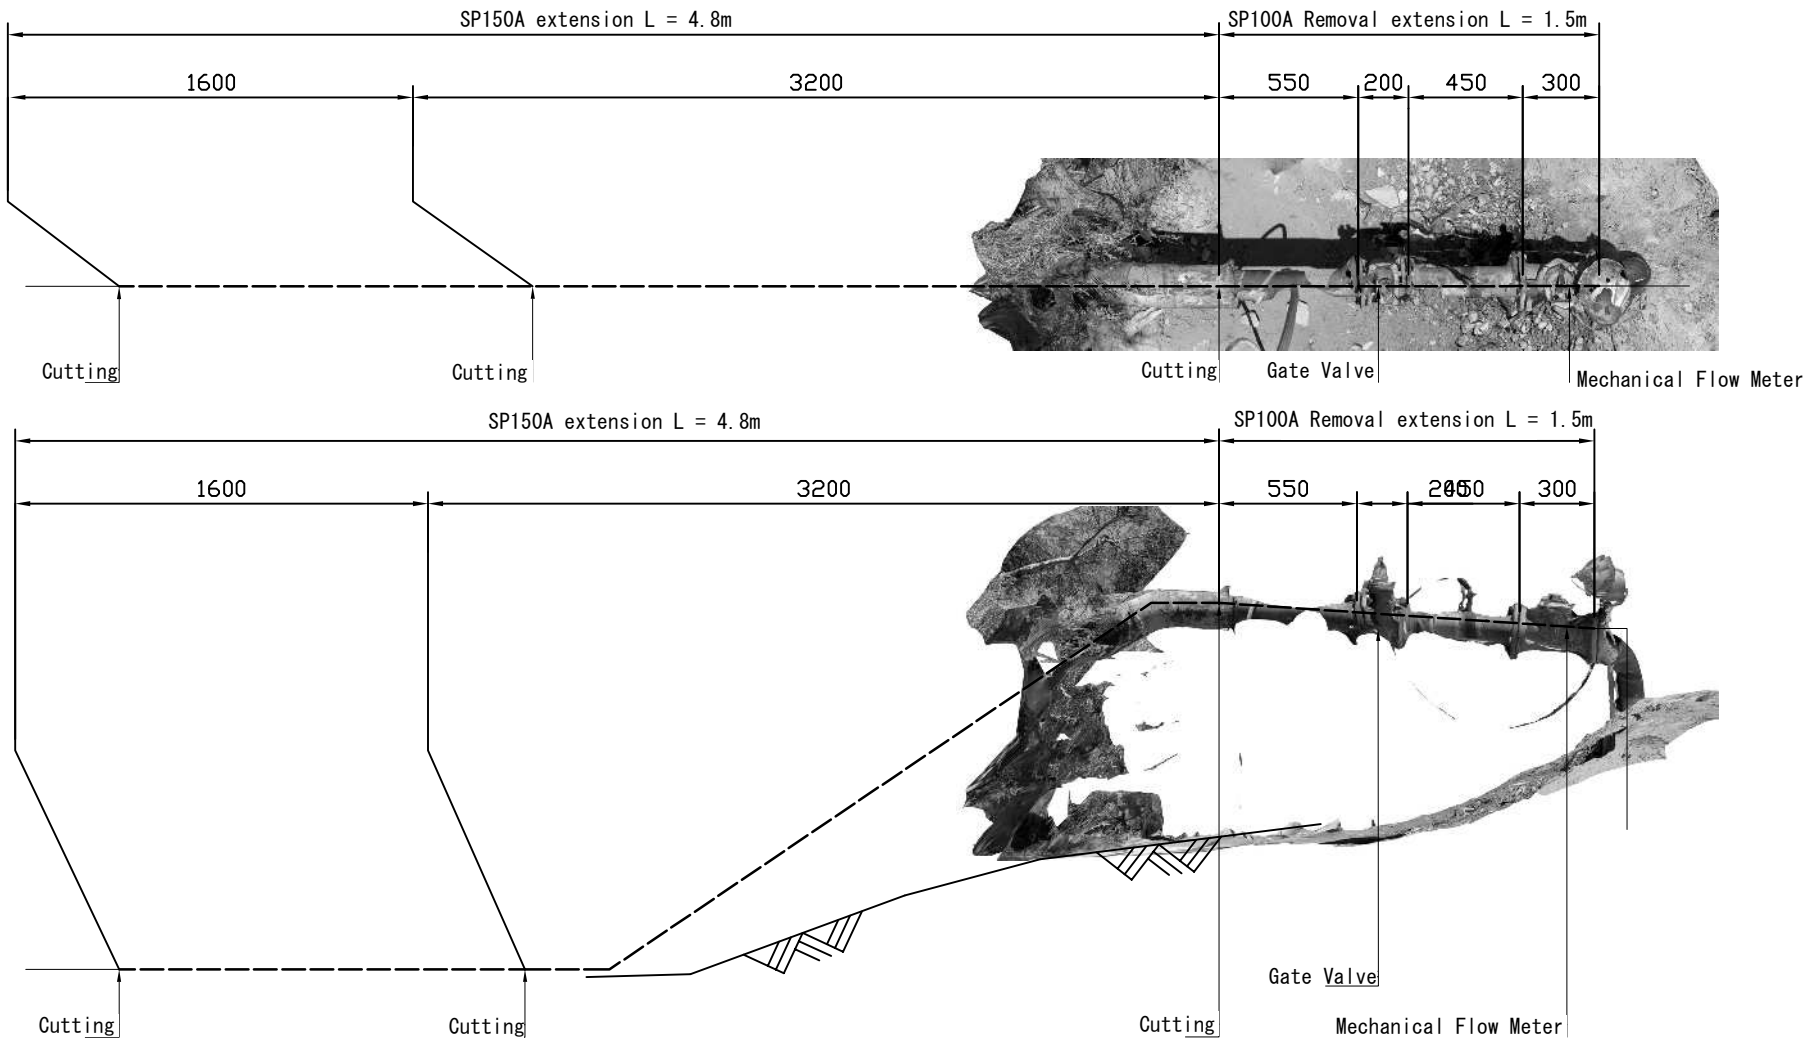 SP150A extension L = 4.8m
SP100A Removal extension L = 1.5m
1600
3200
550
200
450
300
Cutting
Cutting
Cutting
Gate Valve
Mechanical Flow Meter
SP150A extension L = 4.8m
SP100A Removal extension L = 1.5m
1600
3200
550
200
450
300
Gate Valve
Cutting
Cutting
Cutting
Mechanical Flow Meter